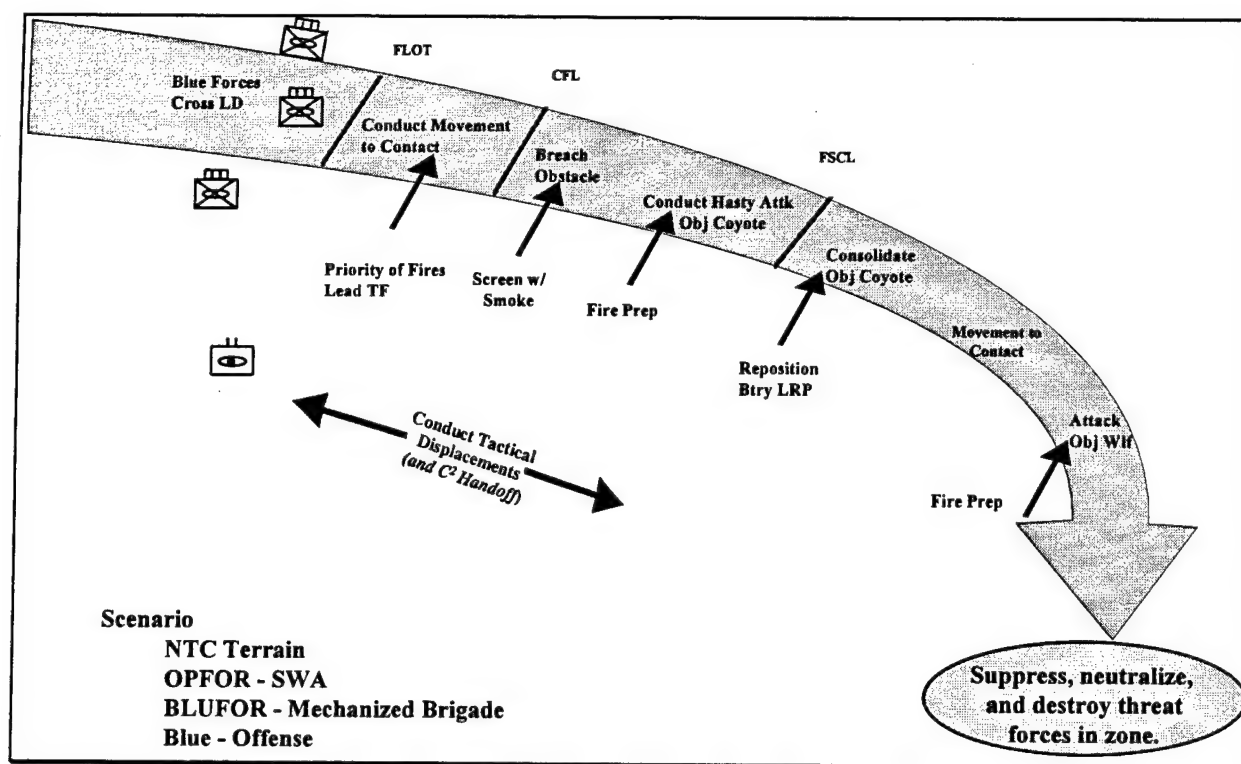 FLOT
CFL
Blue Forces
Cross LD
Conduct Movement
to Contact
Breach
Obstacle
FSCL
Conduct Hasty Attk
Obj Coyote
Consolidate
Obj Coyote
Priority of Fires
Lead TF
Screen w/
Smoke
Fire Prep
Movement to
Contact
Reposition
Btry LRP
Attack
Obj Wlf
Conduct Tactical
Displacements
(and C² Handoff)
Fire Prep
Scenario
NTC Terrain
OPFOR - SWA
BLUFOR - Mechanized Brigade
Blue - Offense
Suppress, neutralize,
and destroy threat
forces in zone.